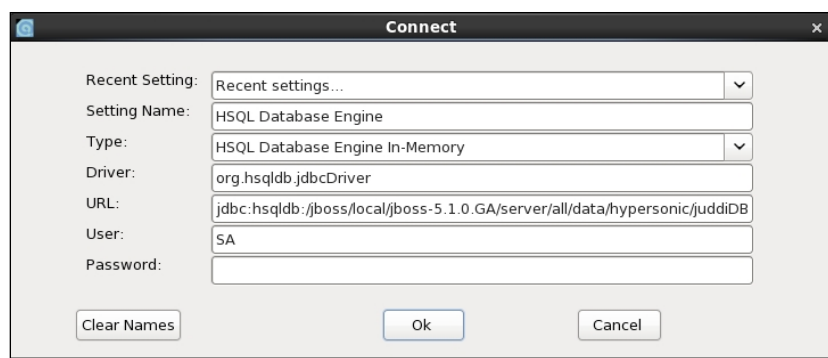 Connect
Recent Setting: Recent settings...
Setting Name: HSQL Database Engine
Type: HSQL Database Engine In-Memory
Driver: org.hsqldb.jdbcDriver
URL: jdbc:hsqldb:/jboss/local/jboss-5.1.0.GA/server/all/data/hypersonic/juddiDB
User: SA
Password:
Clear Names Ok Cancel